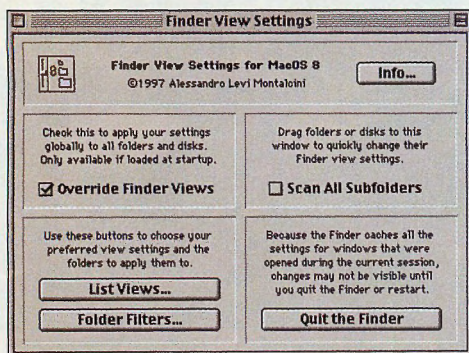 Finder View Settings
Finder View Settings for MacOS 8
©1997 Alessandro Levi Montalcini
Info...
Check this to apply your settings
globally to all folders and disks.
Only available if loaded at startup.
Override Finder Views
Drag folders or disks to this
window to quickly change their
Finder view settings.
Scan All Subfolders
Use these buttons to choose your
preferred view settings and the
folders to apply them to.
List Views...
Folder Filters...
Because the Finder caches all the
settings for windows that were
opened during the current session,
changes may not be visible until
you quit the Finder or restart.
Quit the Finder